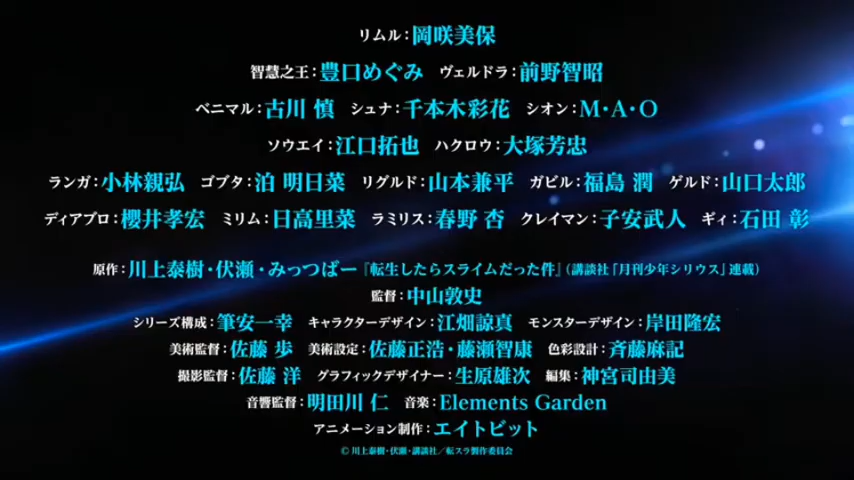 リムル：岡咲美保
智慧之王：豊口めぐみ　ヴェルドラ：前野智昭
ベニマル：古川 慎　シュナ：千本木彩花　シオン：M・A・O
ソウエイ：江口拓也　ハクロウ：大塚芳忠
ランガ：小林親弘　ゴブタ：泊 明日菜　リグルド：山本兼平　ガビル：福島 潤　ゲルド：山口太郎
ディアブロ：櫻井孝宏　ミリム：日高里菜　ラミリス：春野 杏　クレイマン：子安武人　ギィ：石田 彰
原作：川上泰樹・伏瀬・みっつばー『転生したらスライムだった件』（講談社「月刊少年シリウス」連載）
監督：中山敦史
シリーズ構成：筆安一幸　キャラクターデザイン：江畑諒真　モンスターデザイン：岸田隆宏
美術監督：佐藤 歩　美術設定：佐藤正浩・藤瀬智康　色彩設計：斉藤麻記
撮影監督：佐藤 洋　グラフィックデザイナー：生原雄次　編集：神宮司由美
音響監督：明田川 仁　音楽：Elements Garden
アニメーション制作：エイトビット
© 川上泰樹・伏瀬・講談社／転スラ製作委員会